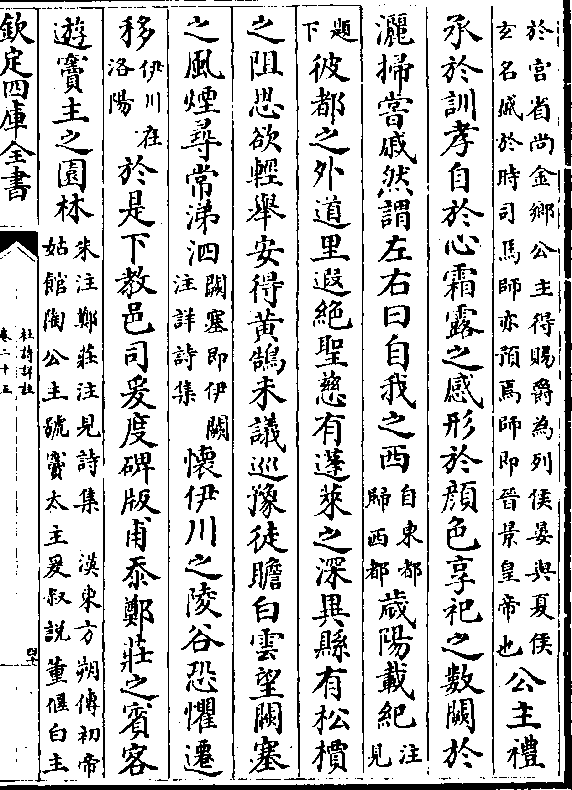 於宫省尚金鄉公主得賜爵為列侯晏與夏侯
玄名盛於時司馬師亦預焉師即晉景皇帝也
公主禮
承於訓孝自於心霜露之感形於顔色享祀之數闕於
灑掃嘗戚然謂左右曰自我之西
自東都
歸西都
歲陽載紀
注見
題下
彼都之外道里遐絶聖慈有蓬萊之深異縣有松檟
之阻恐欲輕舉安得黄鵠未議巡豫徒瞻白雲望闕塞
之風煙尋常涕泗
闕塞即伊闕
注詳詩集
懷伊川之陵谷恐懼遷
移
伊川在
洛陽
於是下教邑司爰度碑版甫忝鄭莊之賓客
遊竇主之園林
朱注鄭莊注見詩集　漢東方朔傳初帝
姑館陶公主號竇太主爰叔説董偃白主
欽定四庫全書
杜詩詳註
卷二十五